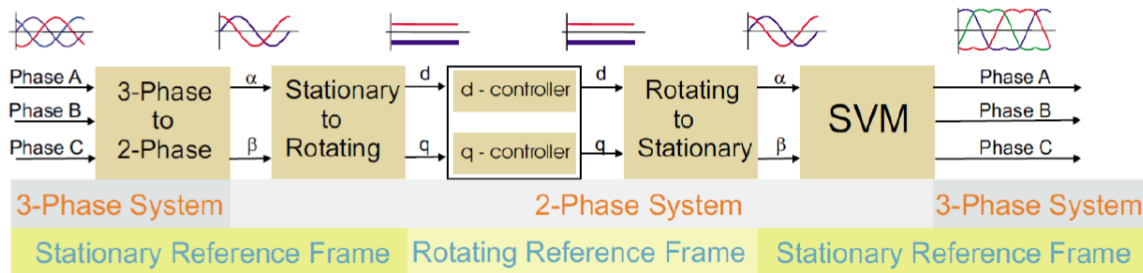 Phase A
Phase B
Phase C
3-Phase
to
2-Phase
α
β
Stationary
to
Rotating
d
q
d - controller
q - controller
d
q
Rotating
to
Stationary
α
β
SVM
Phase A
Phase B
Phase C
3-Phase System
2-Phase System
3-Phase System
Stationary Reference Frame
Rotating Reference Frame
Stationary Reference Frame